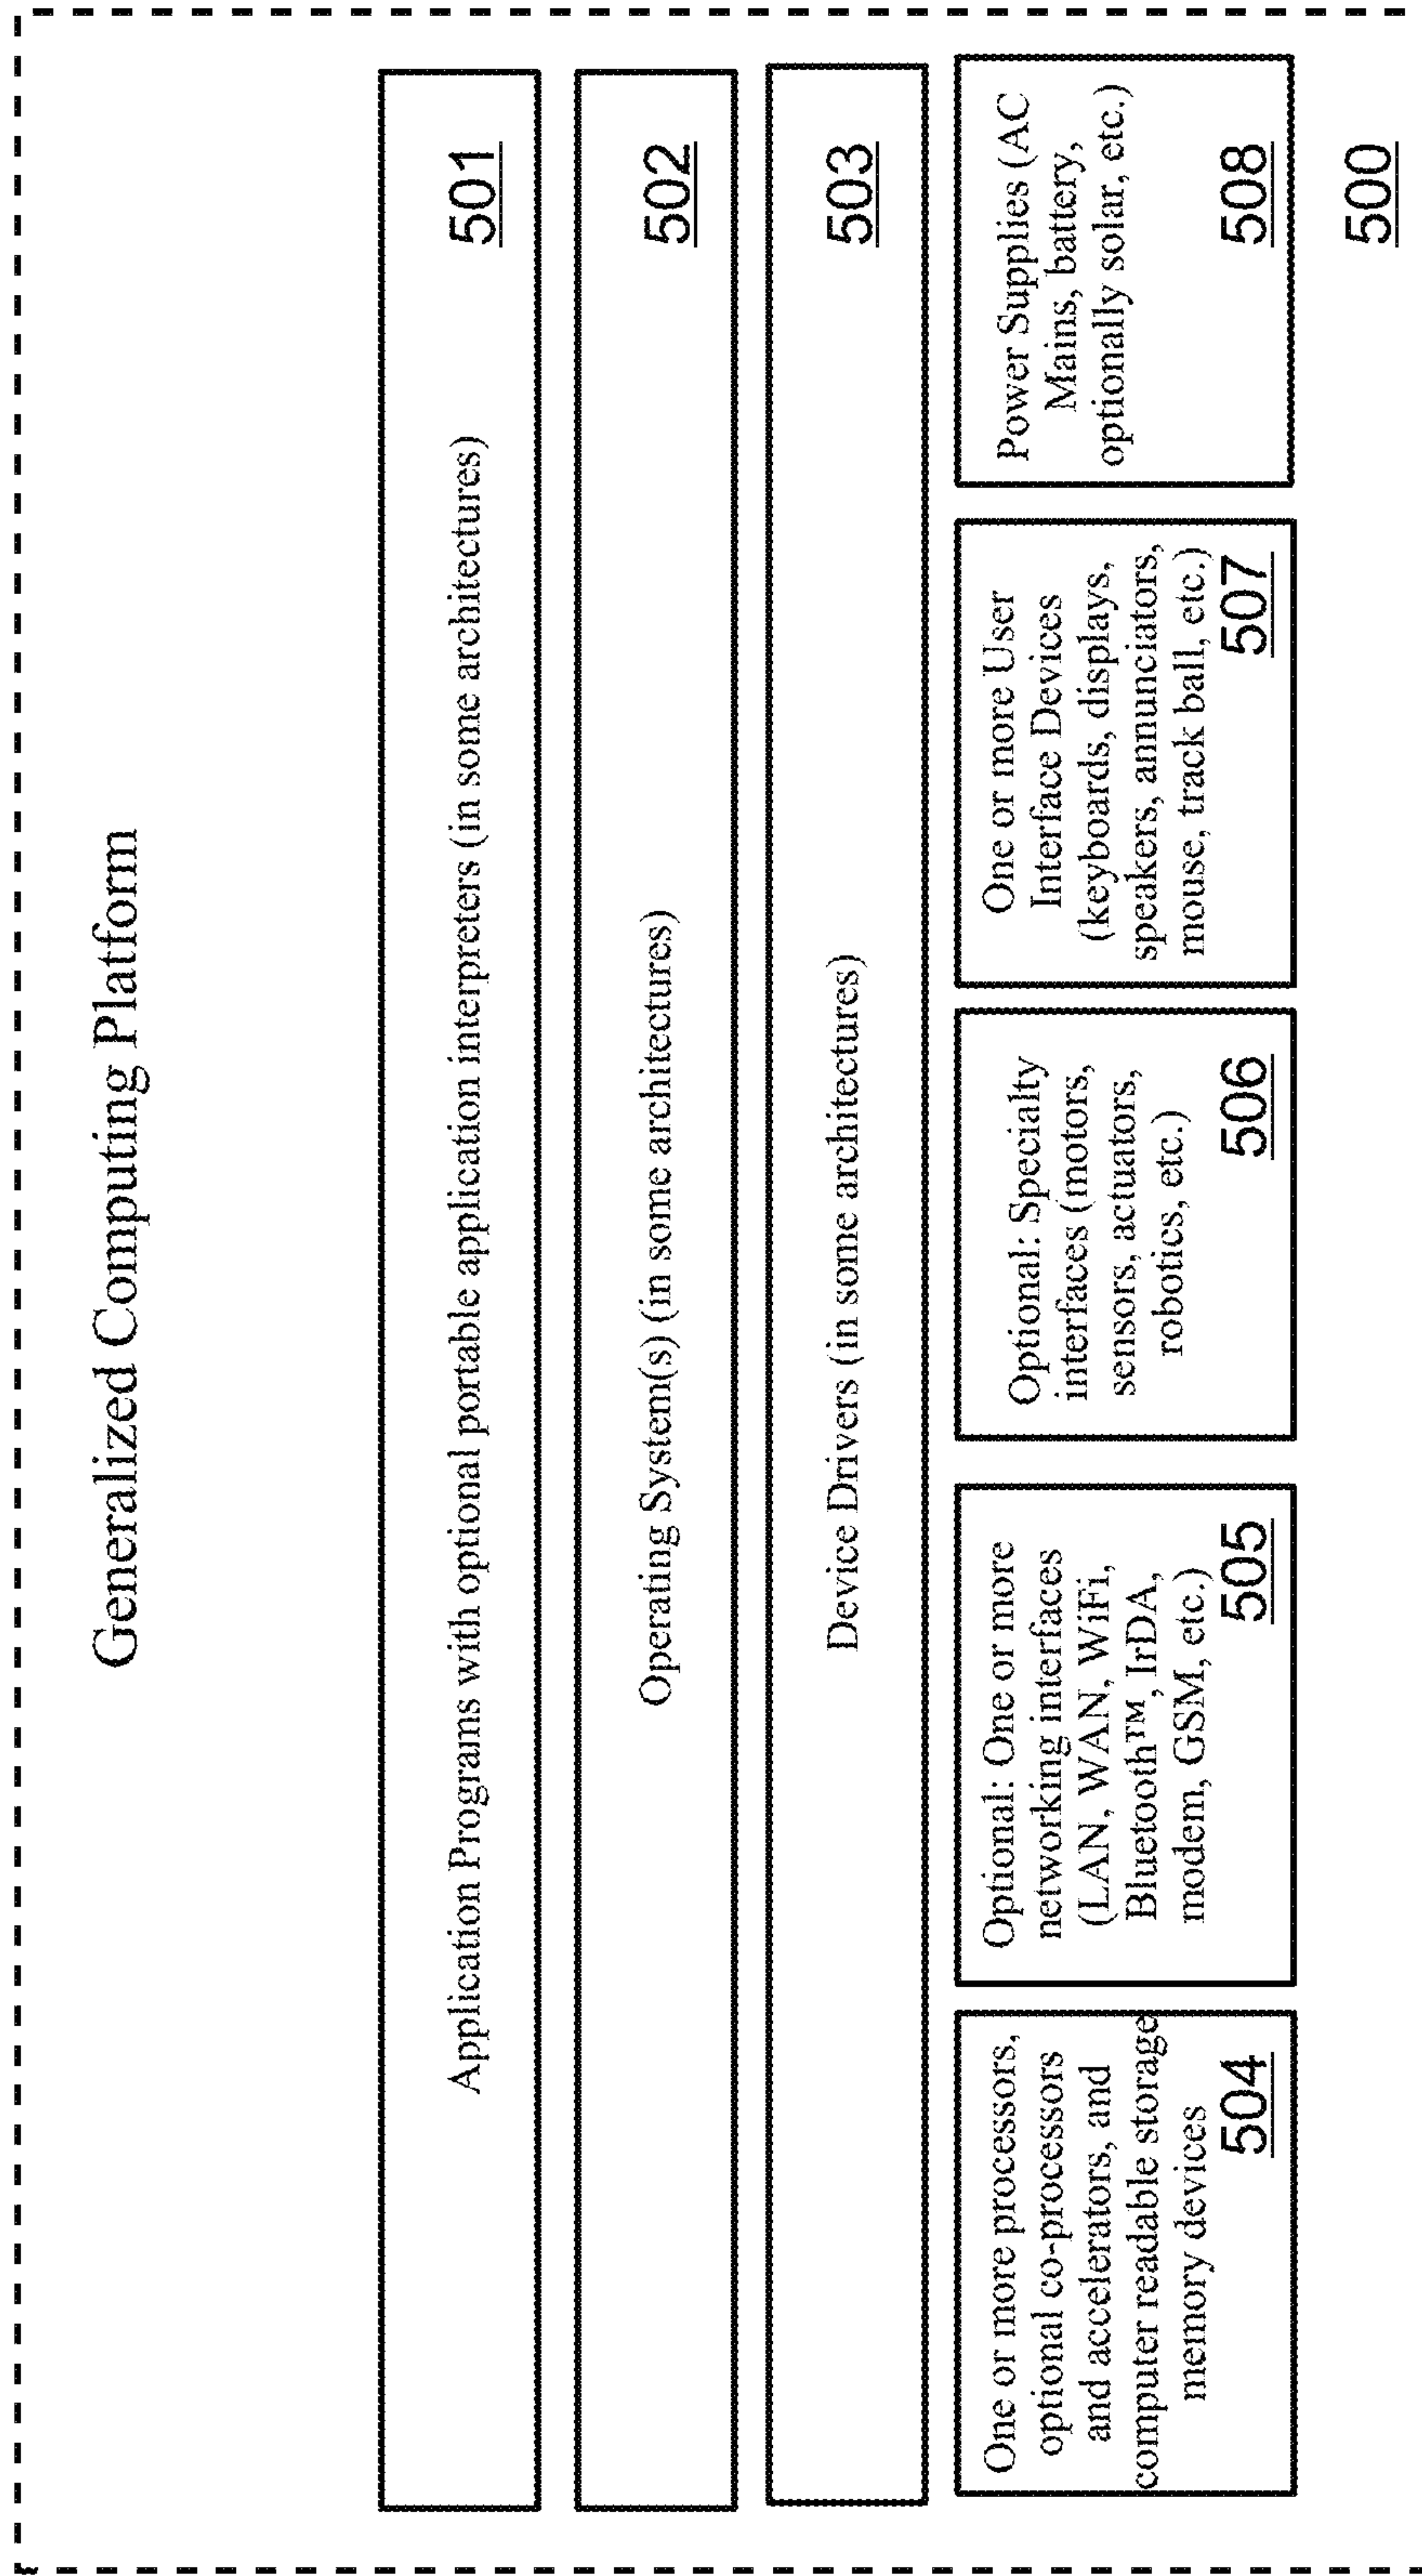 Generalized Computing Platform
Application Programs with optional portable application interpreters (in some architectures)
501
Operating System(s) (in some architectures)
502
Device Drivers (in some architectures)
503
One or more processors,
optional co-processors
and accelerators, and
computer readable storage
memory devices
504
Optional: One or more
networking interfaces
(LAN, WAN, WiFi,
Bluetooth™, IrDA,
modem, GSM, etc.)
505
Optional: Specialty
interfaces (motors,
sensors, actuators,
robotics, etc.)
506
One or more User
Interface Devices
(keyboards, displays,
speakers, annunciators,
mouse, track ball, etc.)
507
Power Supplies (AC
Mains, battery,
optionally solar, etc.)
508
500